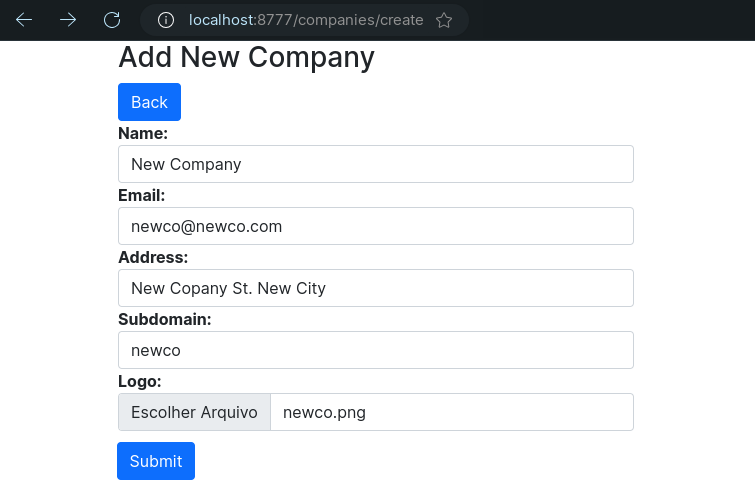 localhost:8777/companies/create
Add New Company
Back
Name:
New Company
Email:
newco@newco.com
Address:
New Copany St. New City
Subdomain:
newco
Logo:
Escolher Arquivo newco.png
Submit